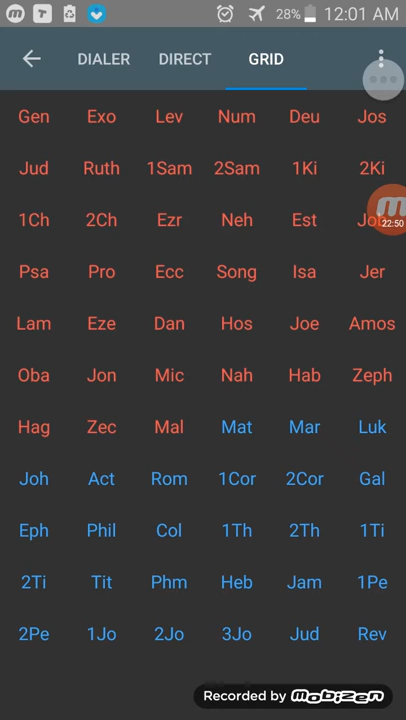 28% 12:01 AM
DIALER DIRECT GRID
Gen Exo Lev Num Deu Jos
Jud Ruth 1Sam 2Sam 1Ki 2Ki
1Ch 2Ch Ezr Neh Est
22:50
Psa Pro Ecc Song Isa Jer
Lam Eze Dan Hos Joe Amos
Oba Jon Mic Nah Hab Zeph
Hag Zec Mal Mat Mar Luk
Joh Act Rom 1Cor 2Cor Gal
Eph Phil Col 1Th 2Th 1Ti
2Ti Tit Phm Heb Jam 1Pe
2Pe 1Jo 2Jo 3Jo Jud Rev
Recorded by mobizen